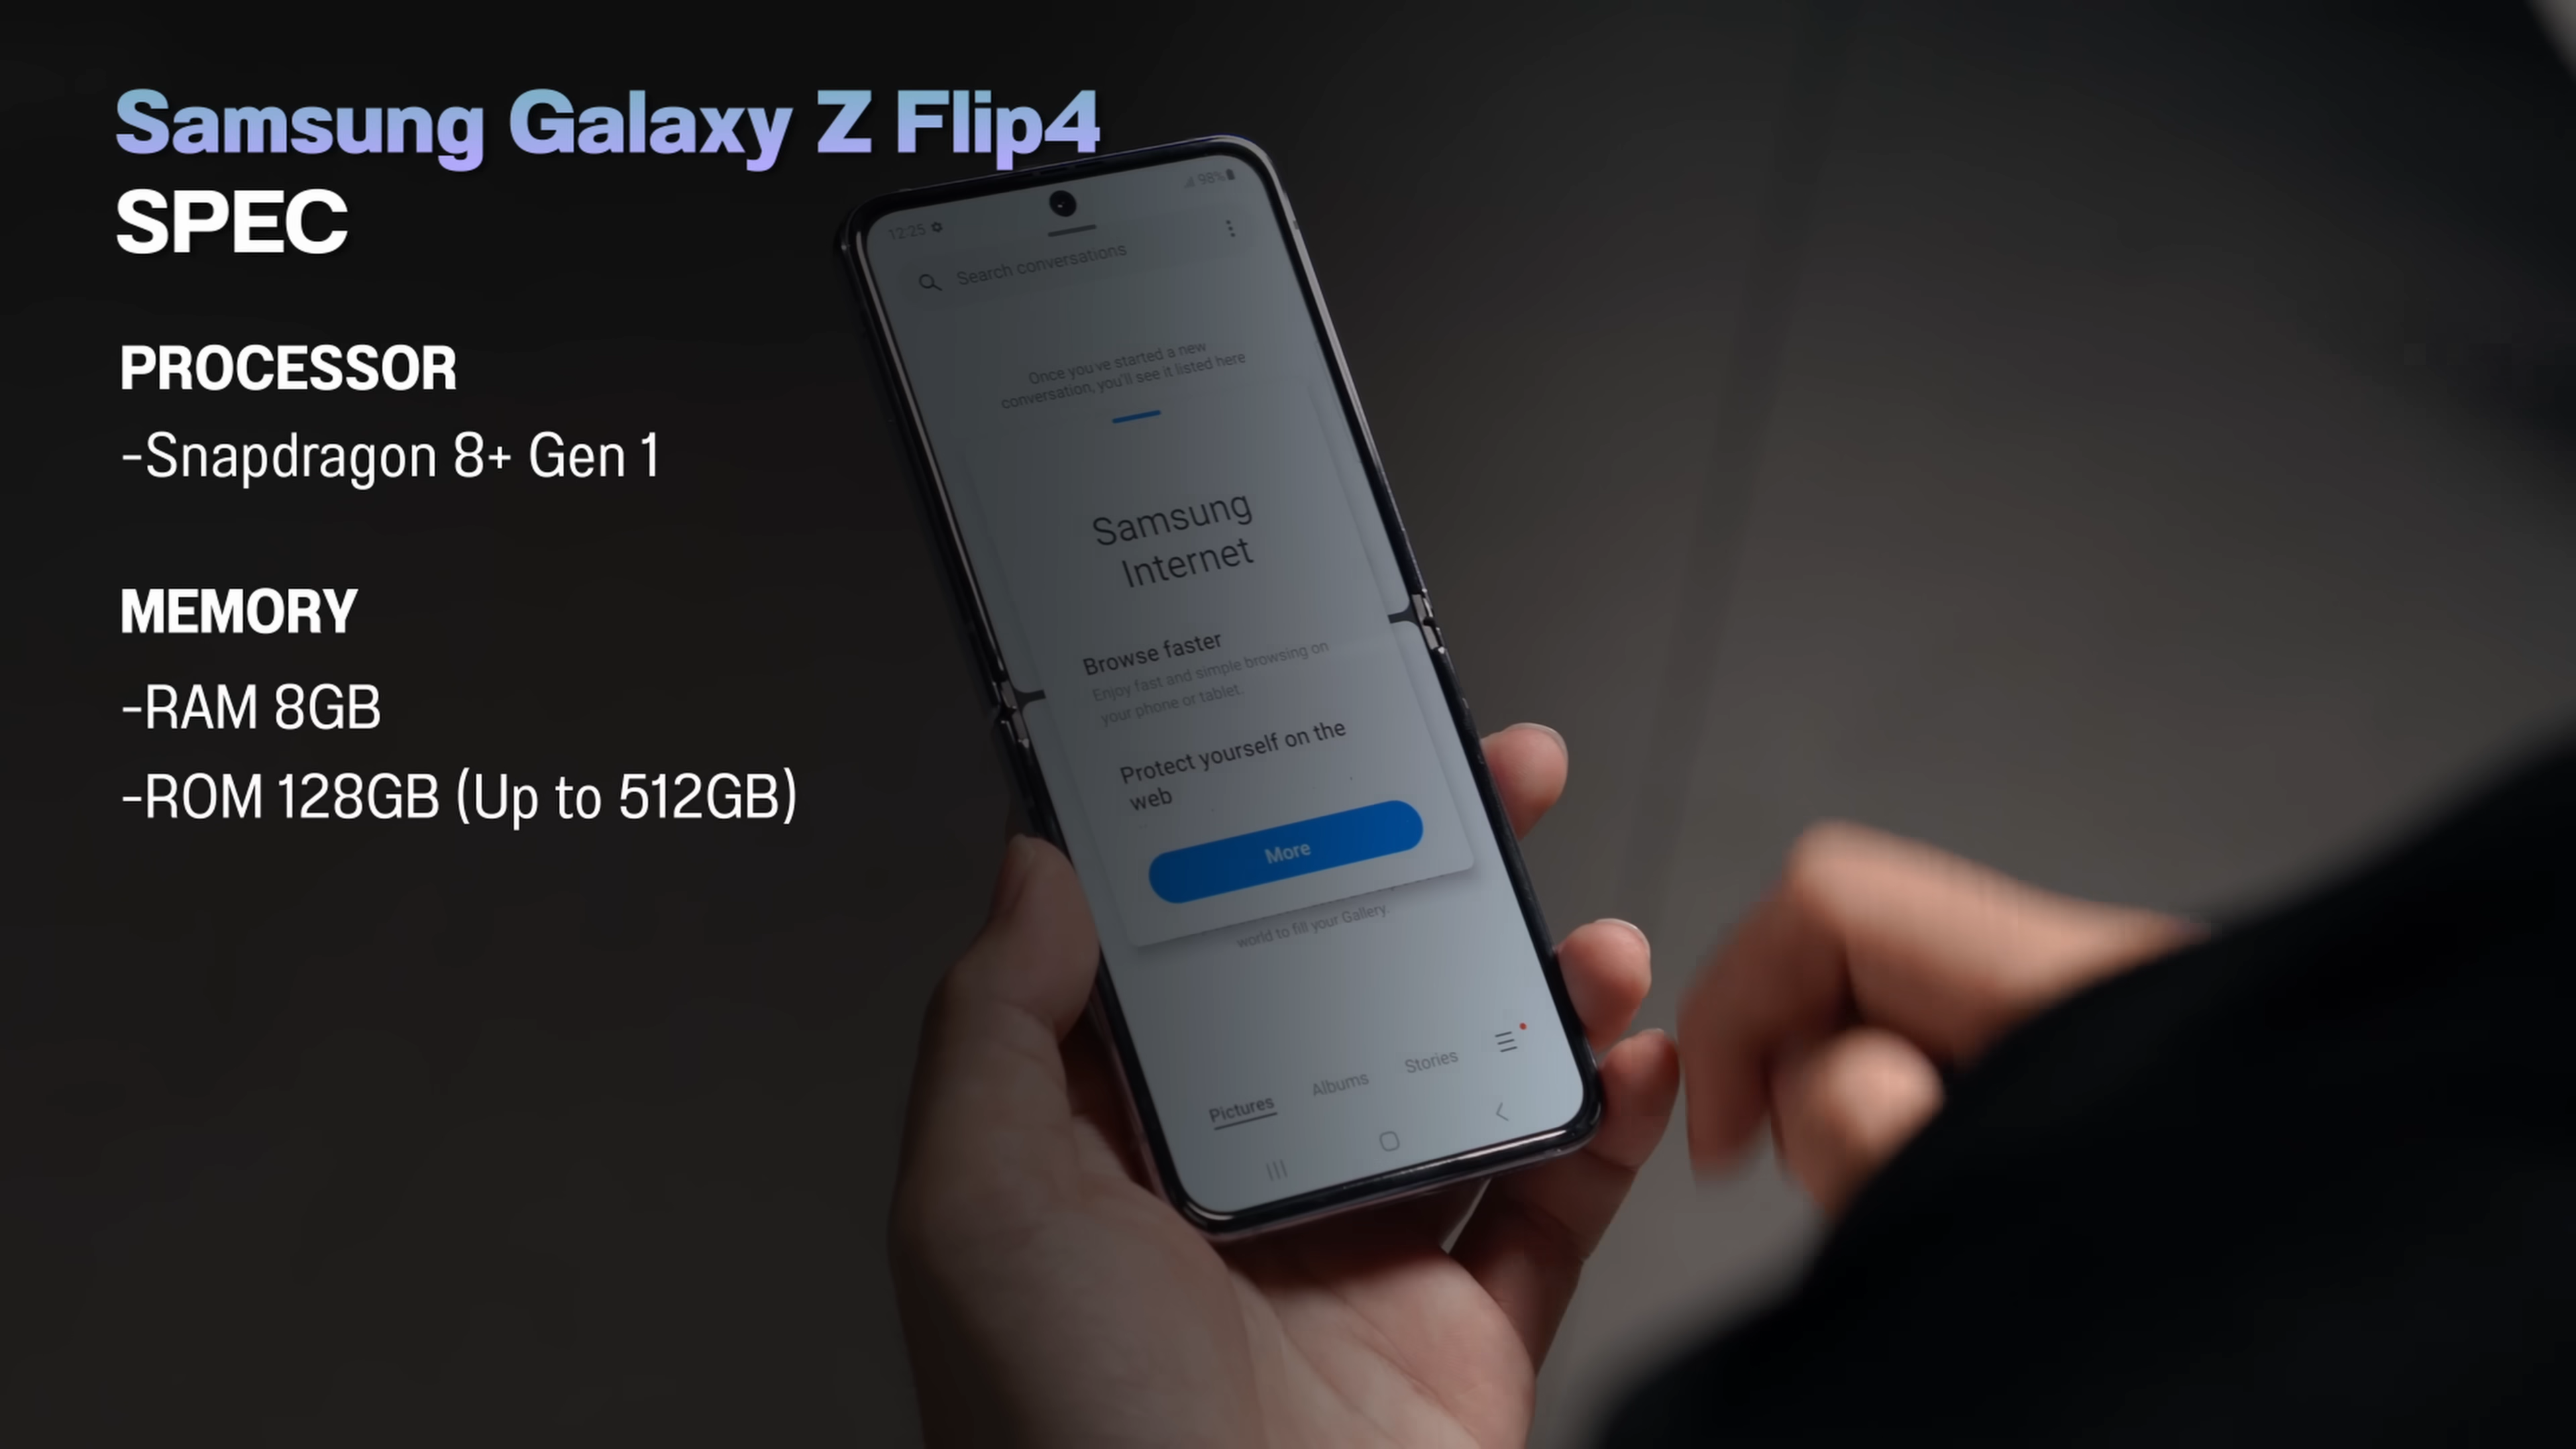 Samsung Galaxy Z Flip4
SPEC
PROCESSOR
-Snapdragon 8+ Gen 1
MEMORY
-RAM 8GB
-ROM 128GB (Up to 512GB)
12:25
98%
Search conversations
Once you've started a new
conversation, you'll see it listed here
Samsung
Internet
Browse faster
Enjoy fast and simple browsing on
your phone or tablet.
Protect yourself on the
web
More
world to fill your Gallery.
Pictures
Albums
Stories